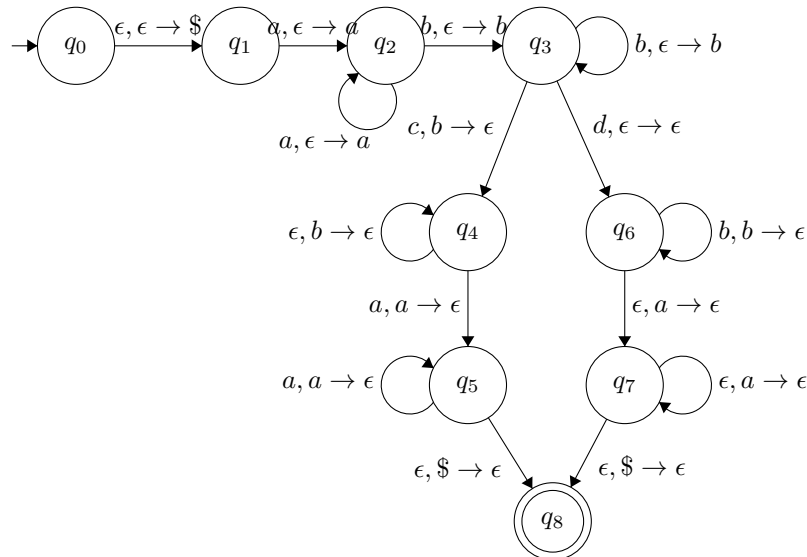 ϵ, ϵ → $
a, ϵ → a
b, ϵ → b
q0
q1
q2
q3
b, ϵ → b
a, ϵ → a
c, b → ϵ
d, ϵ → ϵ
ϵ, b → ϵ
q4
q6
b, b → ϵ
a, a → ϵ
ϵ, a → ϵ
a, a → ϵ
q5
q7
ϵ, a → ϵ
ϵ, $ → ϵ
ϵ, $ → ϵ
q8